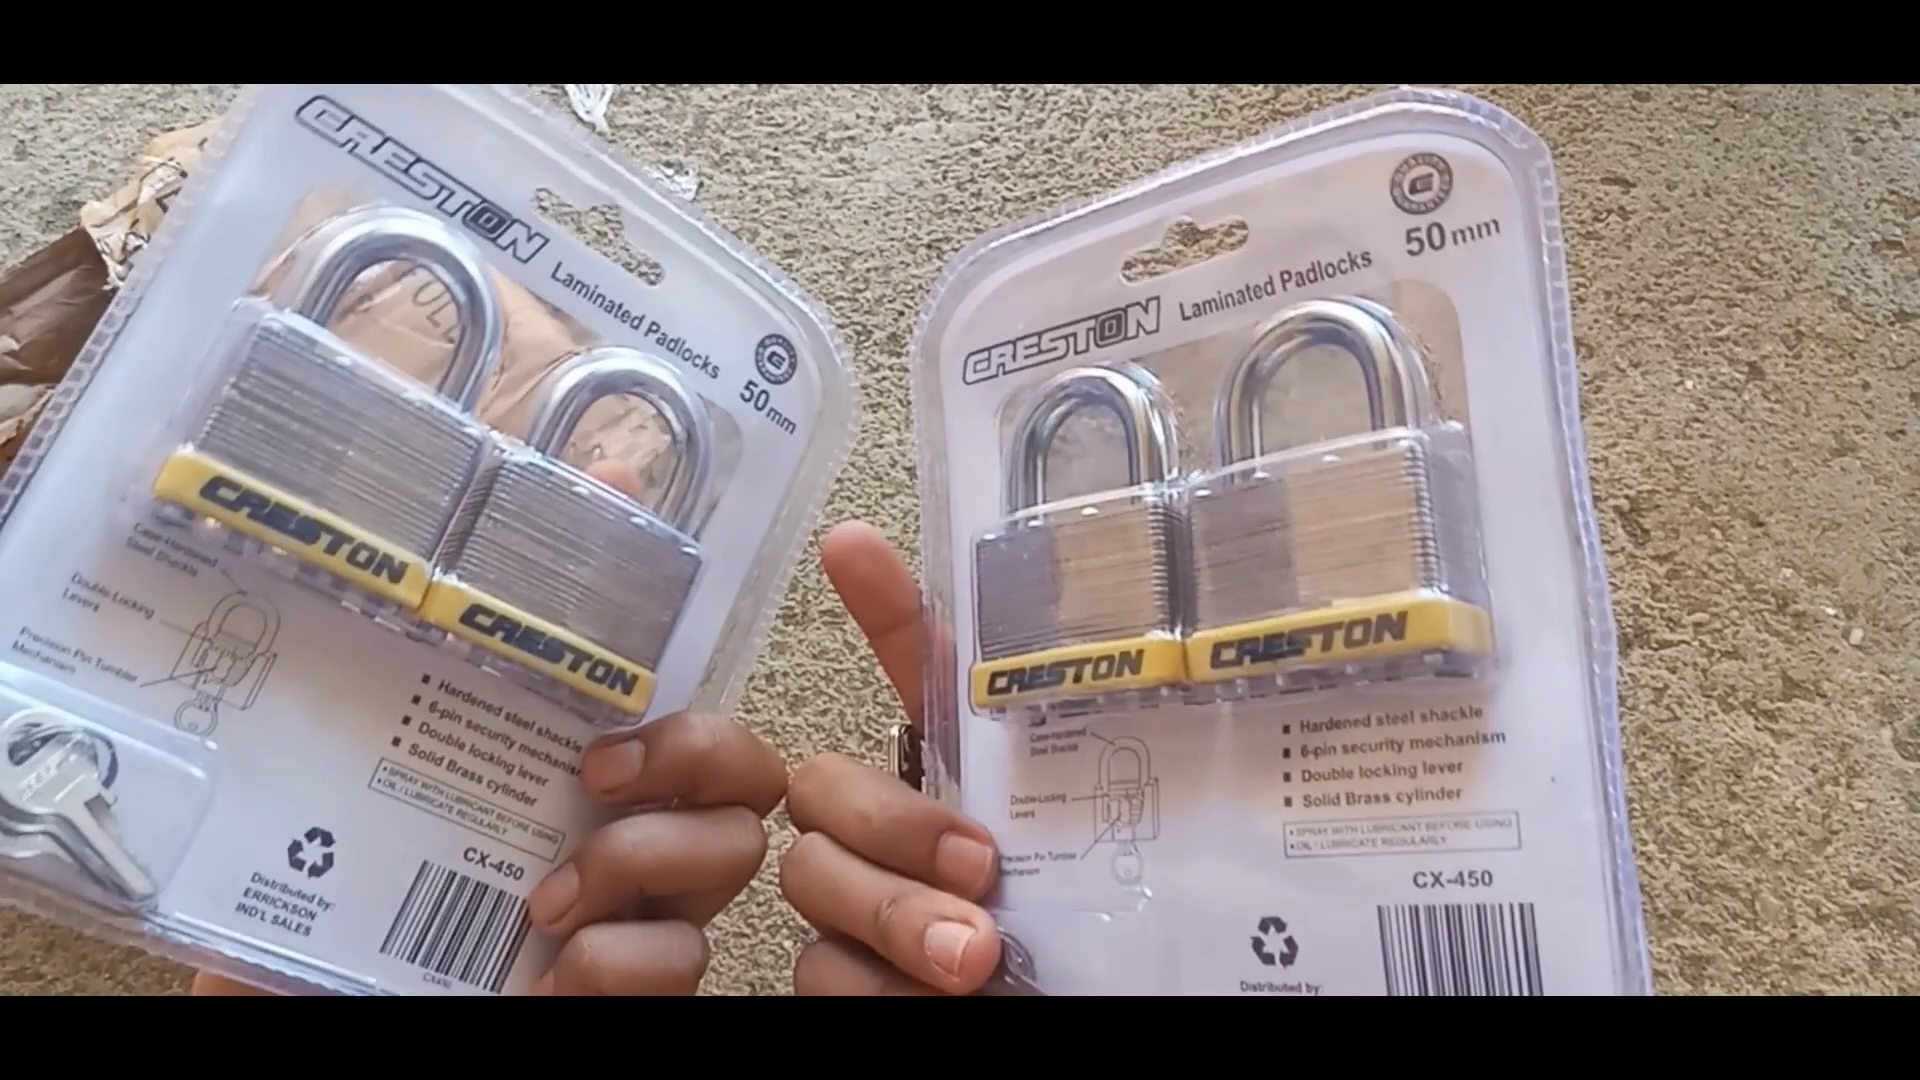 CRESTON
Laminated Padlocks
50mm
CRESTON
CRESTON
Case-Hardened
Steel Shackle
Double-Locking
Levers
Precision Pin Tumbler
Mechanism
Hardened steel shackle
6-pin security mechanism
Double locking lever
Solid Brass cylinder
• SPRAY WITH LUBRICANT BEFORE USING
• OIL / LUBRICATE REGULARLY
CX-450
Distributed by:
ERRICKSON
IND'L SALES
CX450
CRESTON
Laminated Padlocks
50mm
CRESTON
CRESTON
Case-Hardened
Steel Shackle
Double-Locking
Levers
Precision Pin Tumbler
Mechanism
Hardened steel shackle
6-pin security mechanism
Double locking lever
Solid Brass cylinder
• SPRAY WITH LUBRICANT BEFORE USING
• OIL / LUBRICATE REGULARLY
CX-450
Distributed by: